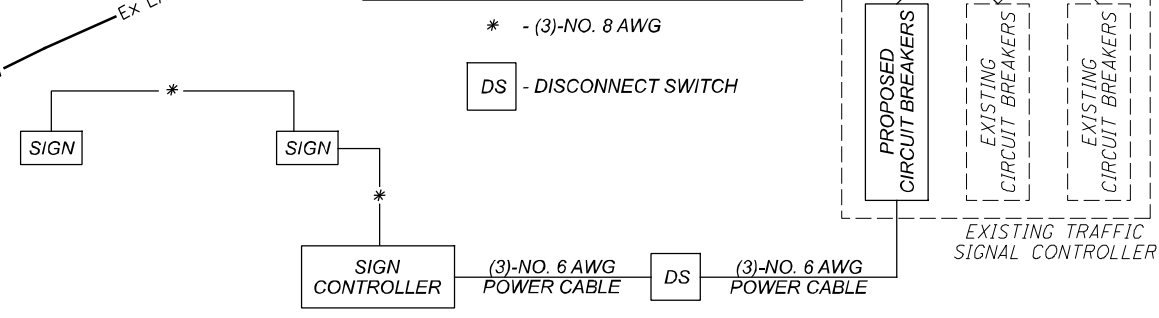 Ex
* - (3)-NO. 8 AWG
DS - DISCONNECT SWITCH
*
SIGN
SIGN
*
SIGN
CONTROLLER
(3)-NO. 6 AWG
POWER CABLE
DS
(3)-NO. 6 AWG
POWER CABLE
PROPOSED
CIRCUIT BREAKERS
EXISTING
CIRCUIT BREAKERS
EXISTING
CIRCUIT BREAKERS
EXISTING TRAFFIC
SIGNAL CONTROLLER